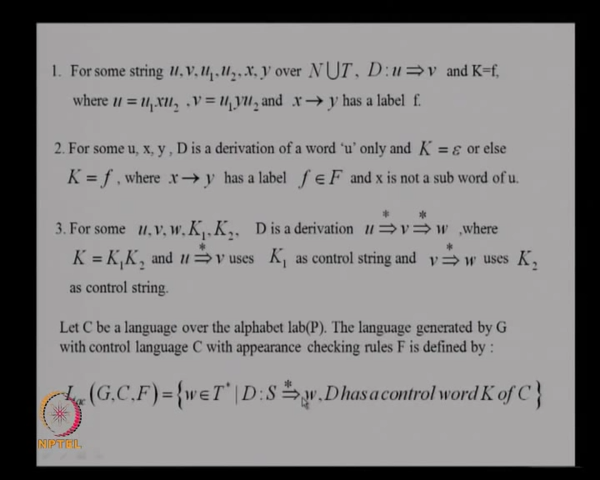 1. For some string u, v, u₁, u₂, x, y over N ⋃ T, D : u ⇒ v and K=f,
where u = u₁xu₂ , v = u₁yu₂ and x → y has a label f.
2. For some u, x, y , D is a derivation of a word 'u' only and K = ε or else
K = f , where x → y has a label f ∈ F and x is not a sub word of u.
3. For some u, v, w, K₁, K₂, D is a derivation u ⇒* v ⇒* w ,where
K = K₁K₂ and u ⇒* v uses K₁ as control string and v ⇒* w uses K₂
as control string.
Let C be a language over the alphabet lab(P). The language generated by G
with control language C with appearance checking rules F is defined by :
L (G,C,F) = {w ∈ T* | D : S ⇒* w, D has a control word K of C }
NPTEL